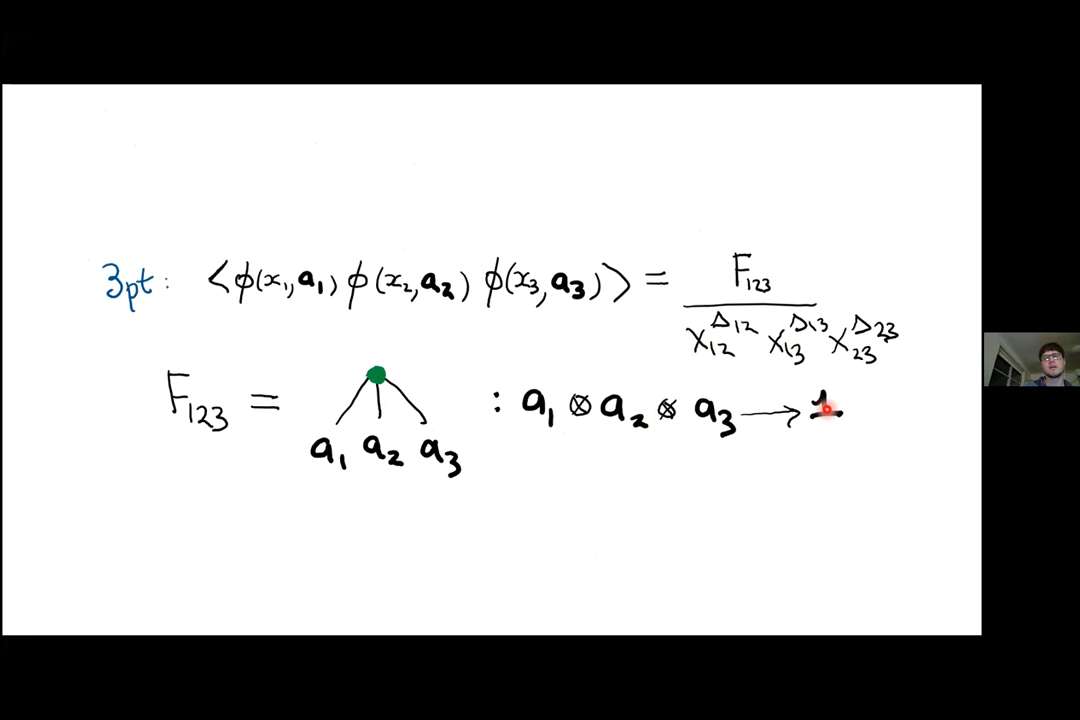 3pt: <ϕ(x₁,a₁) ϕ(x₂,a₂) ϕ(x₃,a₃)> = F₁₂₃ / x₁₂^Δ₁₂ x₁₃^Δ₁₃ x₂₃^Δ₂₃
F₁₂₃ = : a₁ ⊗ a₂ ⊗ a₃ → 1
a₁ a₂ a₃